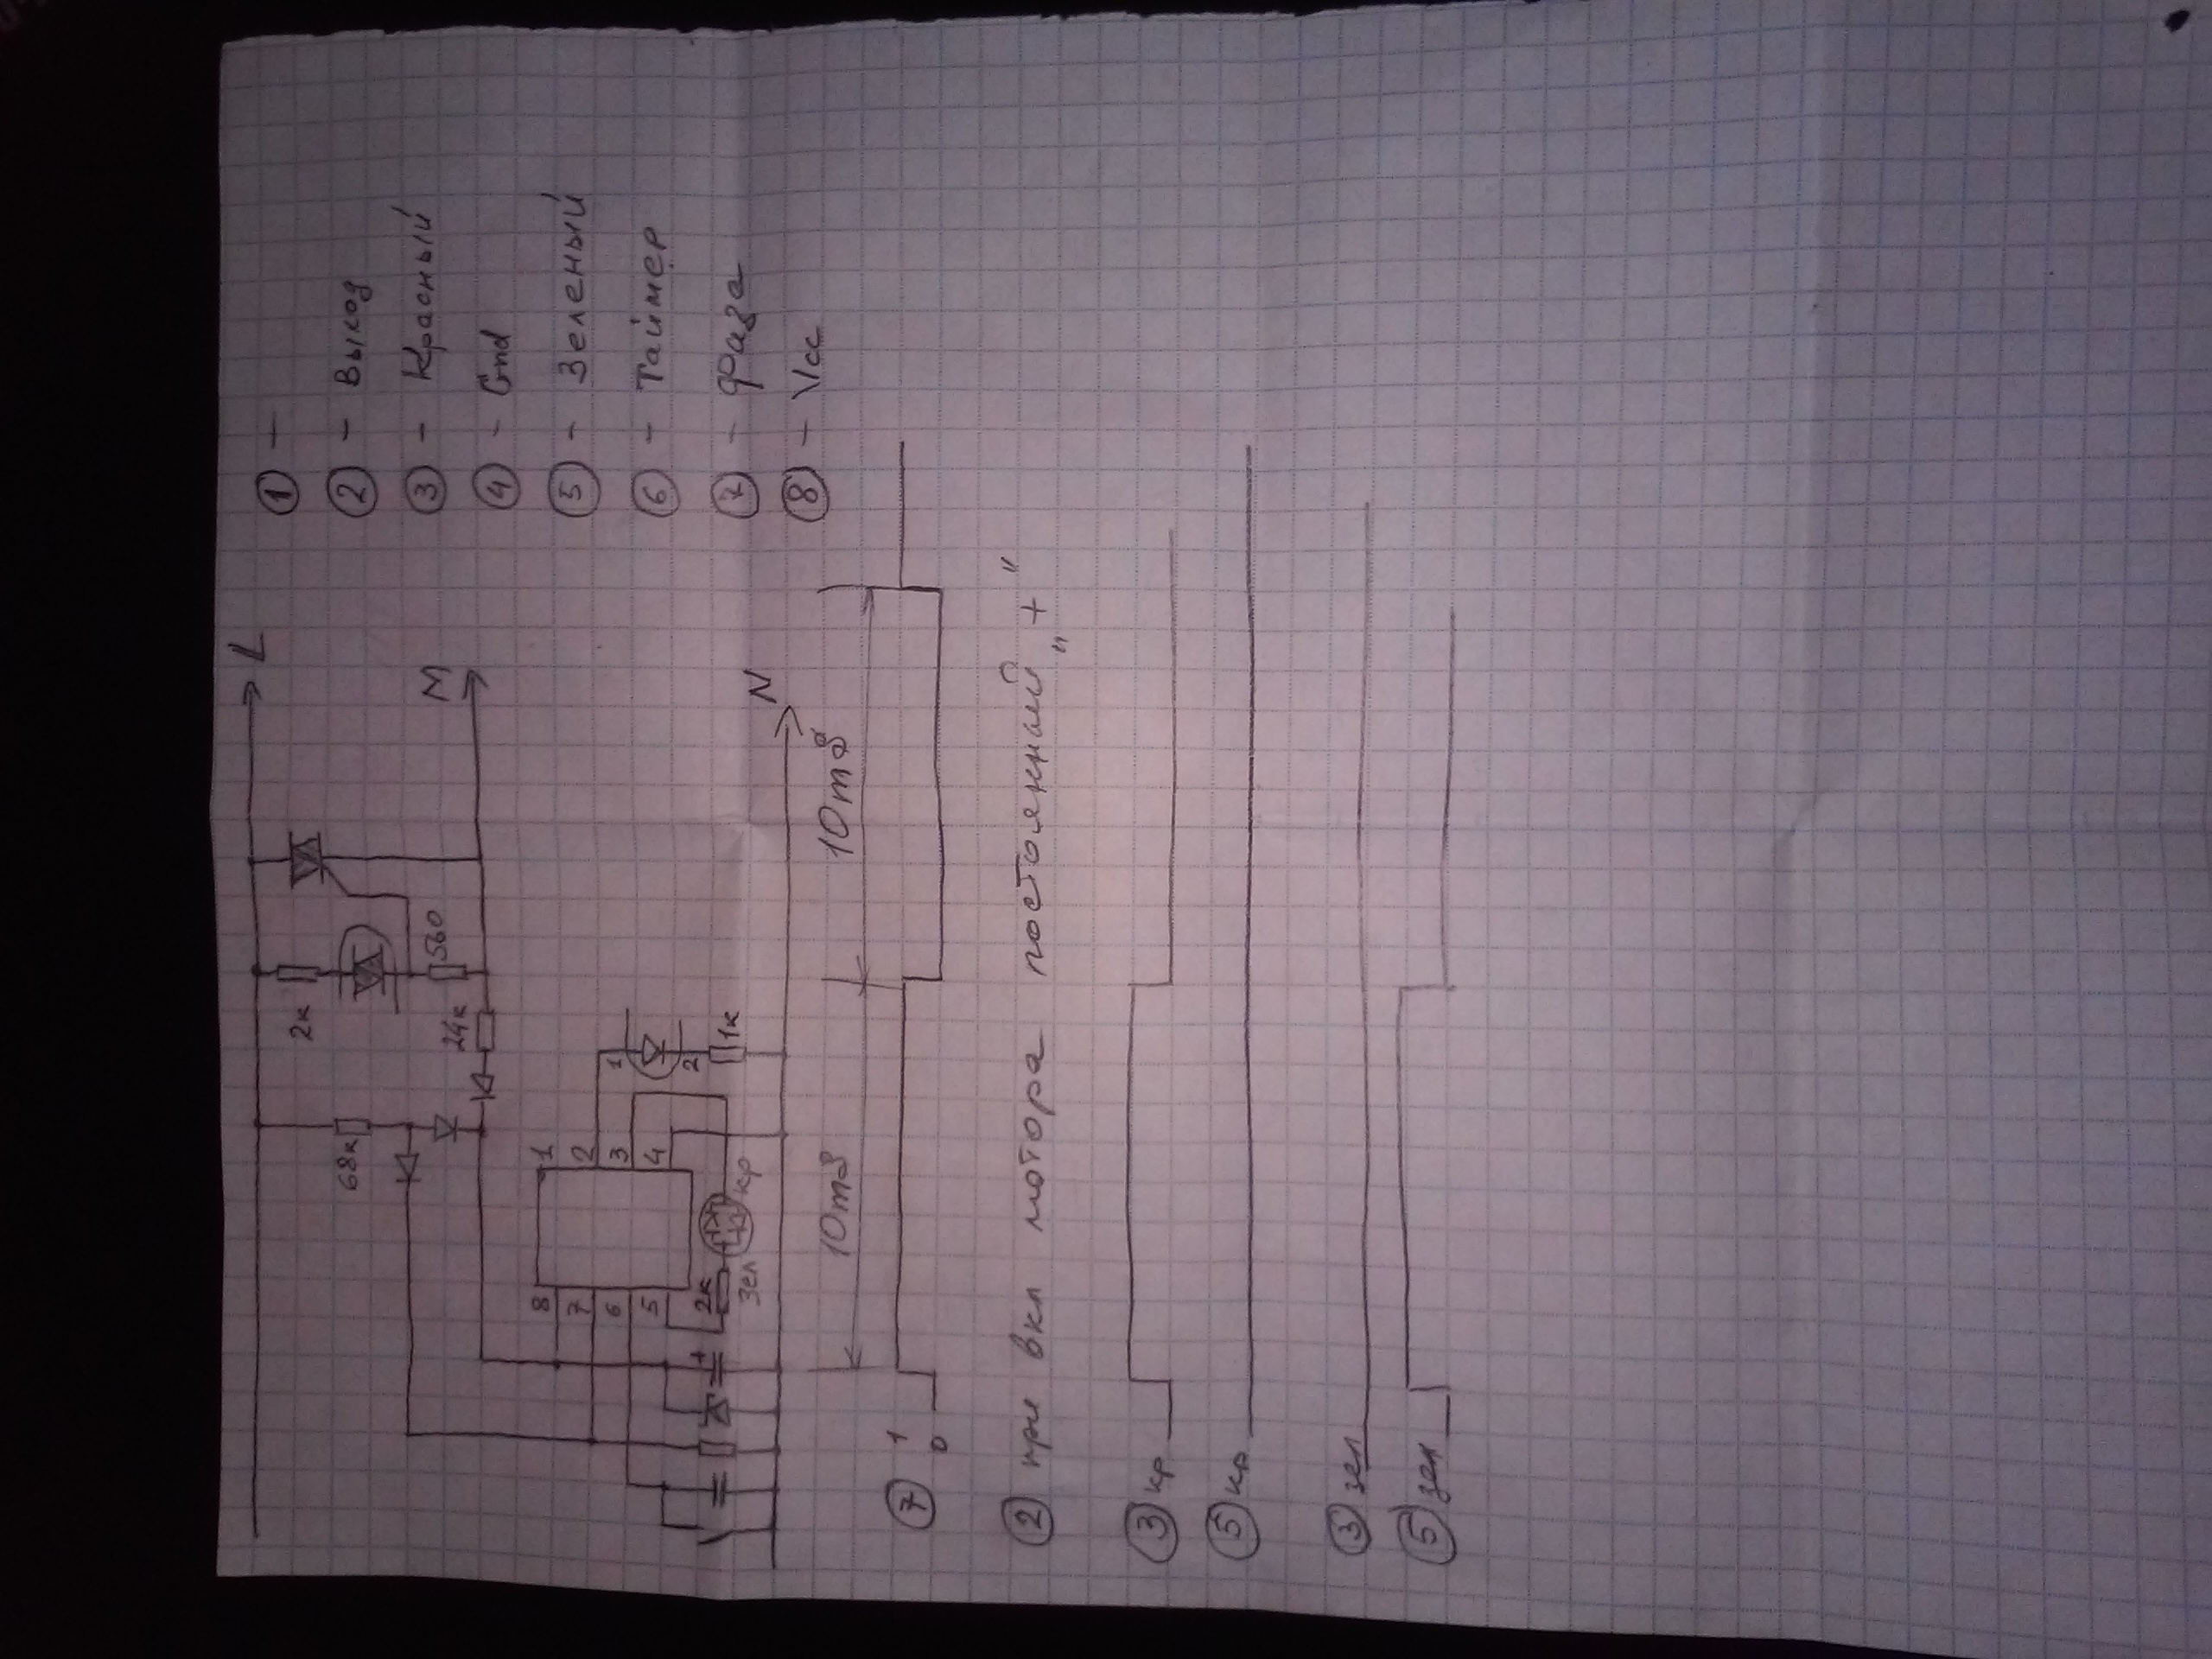 L
2к
68к
M
560
24к
8 1
7 2
6 3
5 4
1
2
2к
1к
Зел кр
N
① -
② - Выход
③ - Красный
④ - Gnd
⑤ - Зеленый
⑥ - Таймер
⑦ - Фаза
⑧ - Vcc
10mS 10mS
⑦ 1
0
② при вкл мотора постоянный „+“
③ кр
⑤ кр
③ зел
⑤ зел